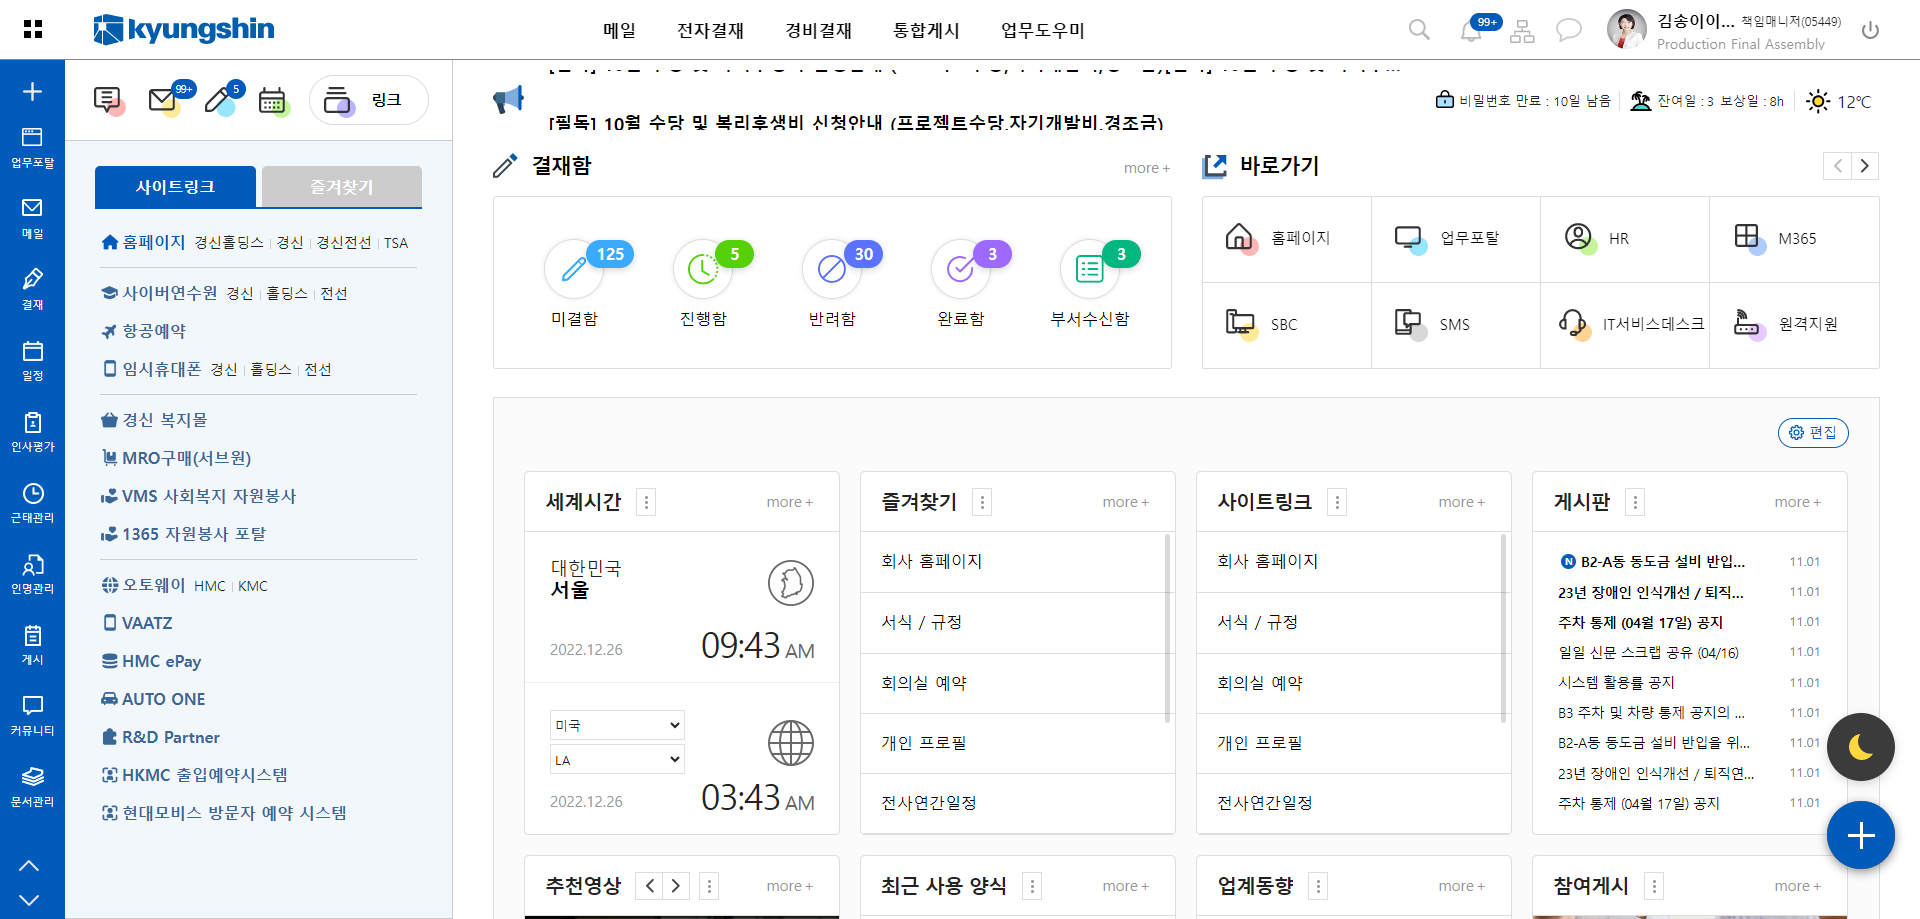 kyungshin
메일
전자결재
경비결재
통합게시
업무도우미
99+
김송이이... 책임매니저(05449)
Production Final Assembly
업무포탈
메일
결재
일정
인사평가
근태관리
인명관리
게시
커뮤니티
문서관리
99+
5
링크
사이트링크
즐겨찾기
홈페이지 경신홀딩스 경신 경신전선 TSA
사이버연수원 경신 홀딩스 전선
항공예약
임시휴대폰 경신 홀딩스 전선
경신 복지몰
MRO구매(서브원)
VMS 사회복지 자원봉사
1365 자원봉사 포탈
오토웨이 HMC KMC
VAATZ
HMC ePay
AUTO ONE
R&D Partner
HKMC 출입예약시스템
현대모비스 방문자 예약 시스템
[필독] 10월 수당 및 복리후생비 신청안내 (프로젝트수당,자기개발비,경조금)
비밀번호 만료 : 10일 남음
잔여일 : 3 보상일 : 8h
12℃
결재함
more +
125
미결함
5
진행함
30
반려함
3
완료함
3
부서수신함
바로가기
홈페이지
업무포탈
HR
M365
SBC
SMS
IT서비스데스크
원격지원
편집
세계시간
more +
대한민국
서울
2022.12.26
09:43 AM
미국
LA
2022.12.26
03:43 AM
즐겨찾기
more +
회사 홈페이지
서식 / 규정
회의실 예약
개인 프로필
전사연간일정
사이트링크
more +
회사 홈페이지
서식 / 규정
회의실 예약
개인 프로필
전사연간일정
게시판
more +
N B2-A동 동도금 설비 반입... 11.01
23년 장애인 인식개선 / 퇴직... 11.01
주차 통제 (04월 17일) 공지 11.01
일일 신문 스크랩 공유 (04/16) 11.01
시스템 활용률 공지 11.01
B3 주차 및 차량 통제 공지의 ... 11.01
B2-A동 동도금 설비 반입을 위... 11.01
23년 장애인 인식개선 / 퇴직연... 11.01
주차 통제 (04월 17일) 공지 11.01
추천영상
more +
최근 사용 양식
more +
업계동향
more +
참여게시
more +